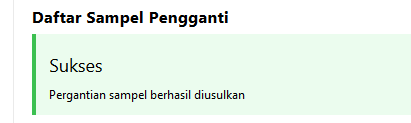 Daftar Sampel Pengganti
Sukses
Pergantian sampel berhasil diusulkan